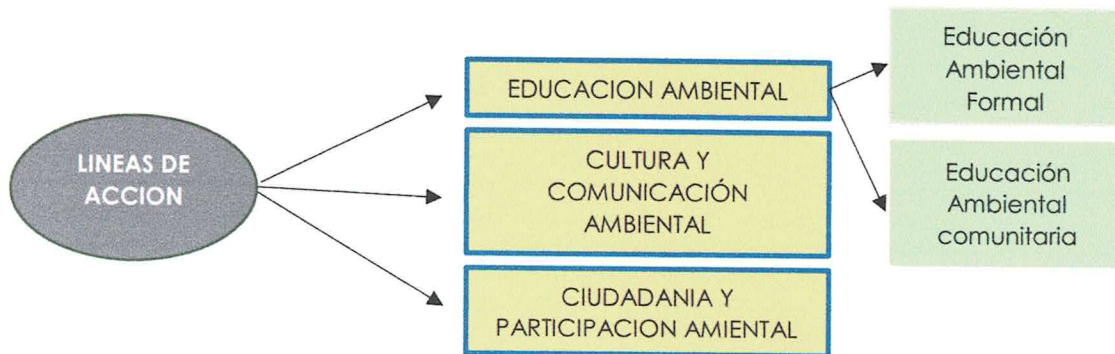 LINEAS DE
ACCION
EDUCACION AMBIENTAL
CULTURA Y
COMUNICACIÓN
AMBIENTAL
CIUDADANIA Y
PARTICIPACION AMIENTAL
Educación
Ambiental
Formal
Educación
Ambiental
comunitaria